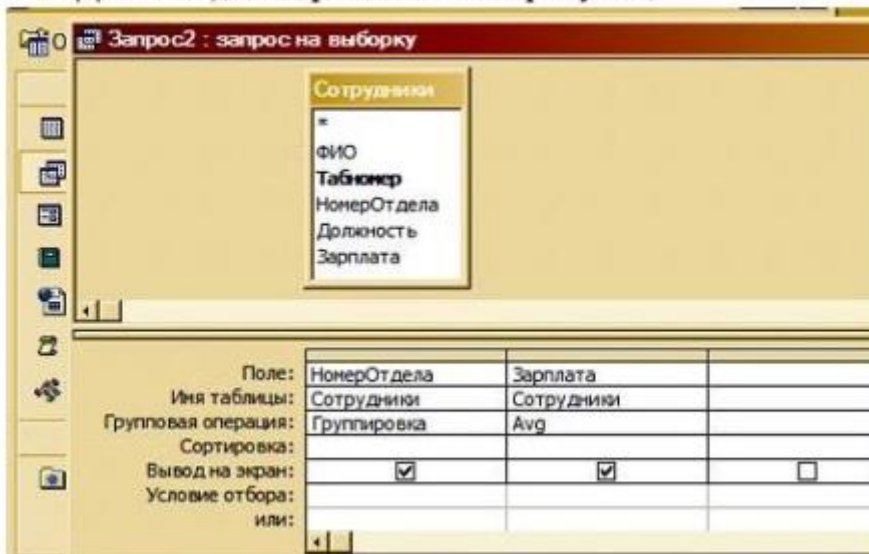 Запрос2 : запрос на выборку
Сотрудники
*
ФИО
Табномер
НомерОтдела
Должность
Зарплата
Поле: НомерОтдела Зарплата
Имя таблицы: Сотрудники Сотрудники
Групповая операция: Группировка Avg
Сортировка:
Вывод на экран:
Условие отбора:
или: